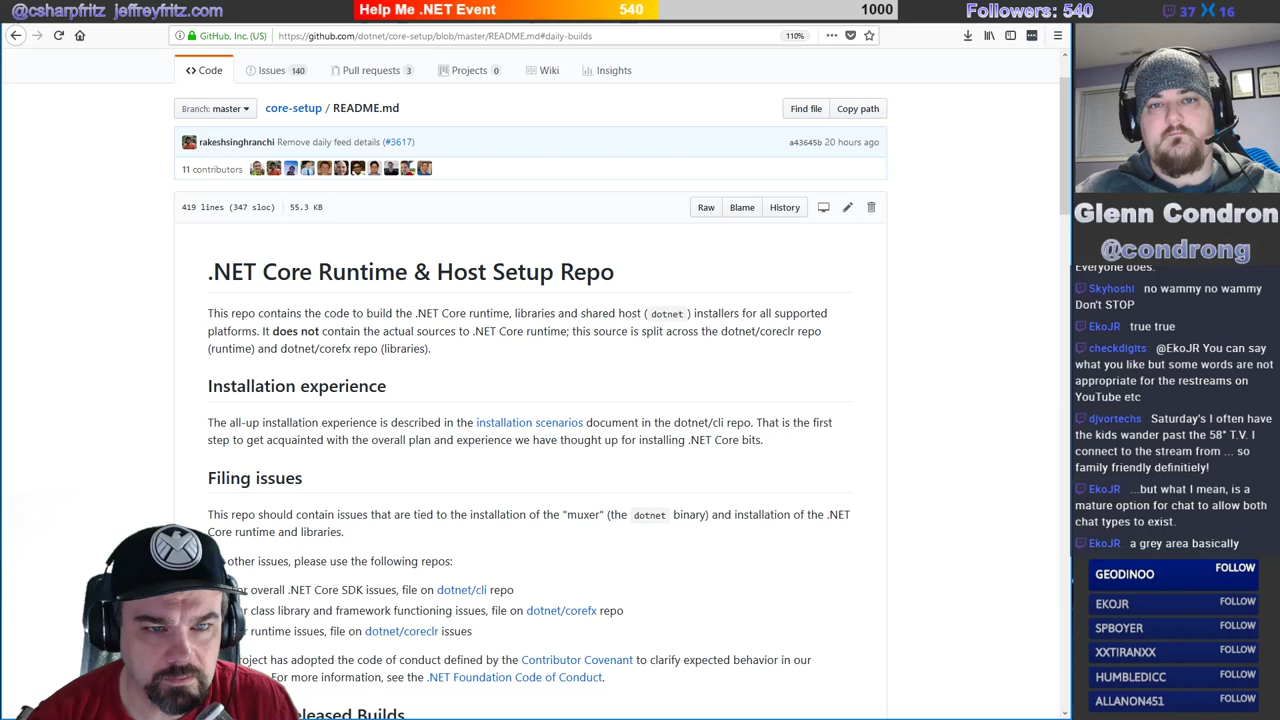 @csharpfritz jeffreyfritz.com
Help Me .NET Event 540 1000
Followers: 540
37 16
GitHub, Inc. (US) https://github.com/dotnet/core-setup/blob/master/README.md#daily-builds 110%
Code Issues 140 Pull requests 3 Projects 0 Wiki Insights
Branch: master core-setup / README.md Find file Copy path
rakeshsinghranchi Remove daily feed details (#3617) a43645b 20 hours ago
11 contributors
419 lines (347 sloc) 55.3 KB Raw Blame History
.NET Core Runtime & Host Setup Repo
This repo contains the code to build the .NET Core runtime, libraries and shared host ( dotnet ) installers for all supported
platforms. It does not contain the actual sources to .NET Core runtime; this source is split across the dotnet/coreclr repo
(runtime) and dotnet/corefx repo (libraries).
Installation experience
The all-up installation experience is described in the installation scenarios document in the dotnet/cli repo. That is the first
step to get acquainted with the overall plan and experience we have thought up for installing .NET Core bits.
Filing issues
This repo should contain issues that are tied to the installation of the "muxer" (the dotnet binary) and installation of the .NET
Core runtime and libraries.
other issues, please use the following repos:
overall .NET Core SDK issues, file on dotnet/cli repo
class library and framework functioning issues, file on dotnet/corefx repo
runtime issues, file on dotnet/coreclr issues
roject has adopted the code of conduct defined by the Contributor Covenant to clarify expected behavior in our
For more information, see the .NET Foundation Code of Conduct.
leased Builds
Glenn Condron
@condrong
Everyone does.
Skyhoshi no wammy no wammy
Don't STOP
EkoJR true true
checkdigits @EkoJR You can say
what you like but some words are not
appropriate for the restreams on
YouTube etc
djvortechs Saturday's I often have
the kids wander past the 58" T.V. I
connect to the stream from ... so
family friendly definitiely!
EkoJR ...but what I mean, is a
mature option for chat to allow both
chat types to exist.
EkoJR a grey area basically
GEODINOO FOLLOW
EKOJR FOLLOW
SPBOYER FOLLOW
XXTIRANXX FOLLOW
HUMBLEDICC FOLLOW
ALLANON451 FOLLOW